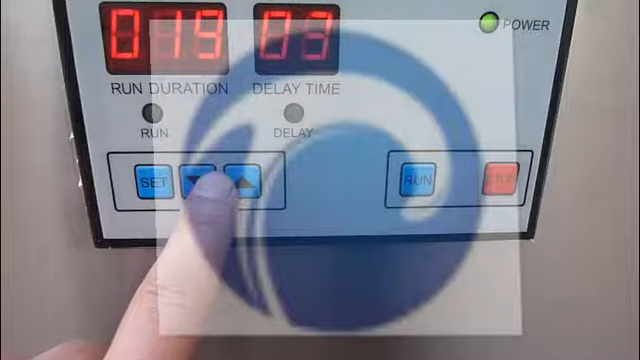 019 03
POWER
RUN DURATION DELAY TIME
RUN DELAY
SET RUN